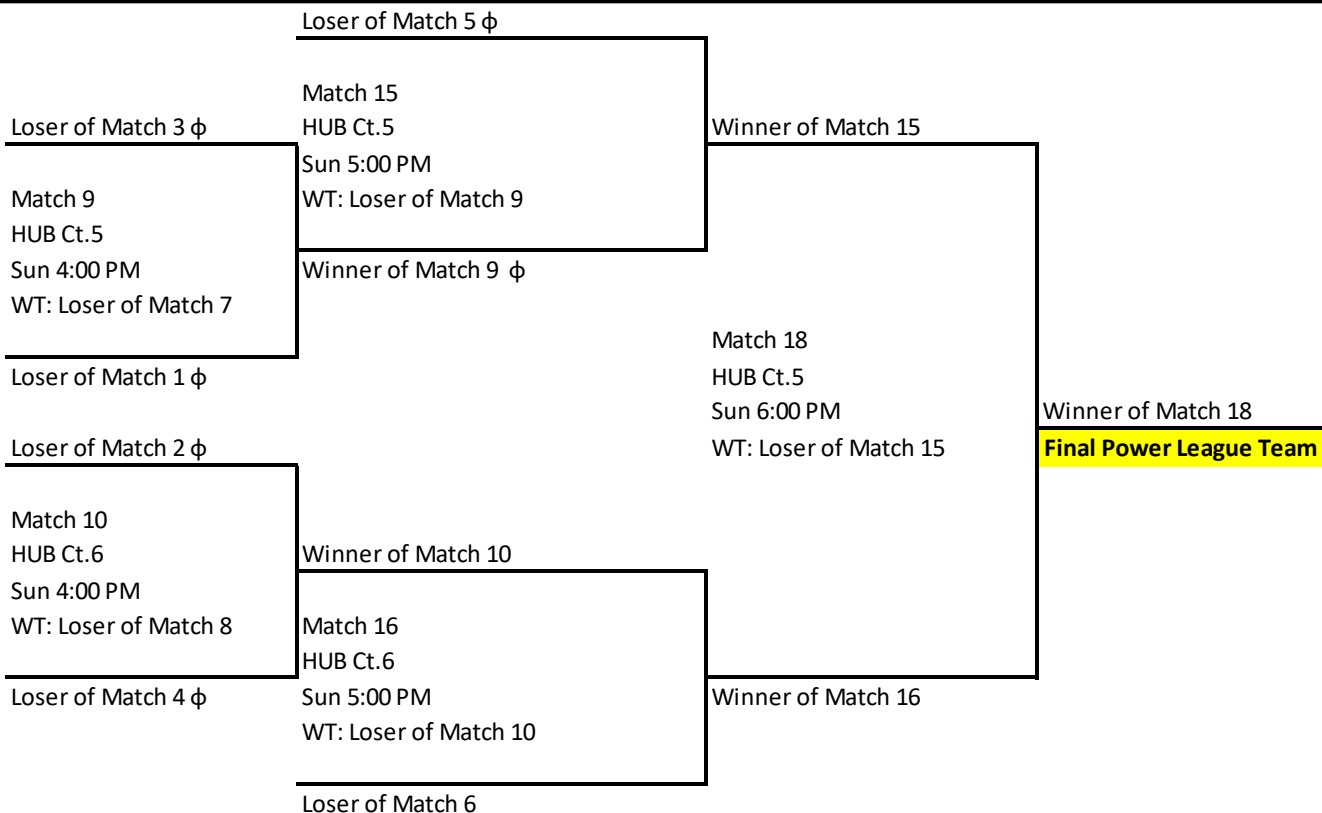 Loser of Match 5 φ
Match 15
HUB Ct.5
Sun 5:00 PM
WT: Loser of Match 9
Winner of Match 9 φ
Loser of Match 3 φ
Match 9
HUB Ct.5
Sun 4:00 PM
WT: Loser of Match 7
Loser of Match 1 φ
Loser of Match 2 φ
Match 10
HUB Ct.6
Sun 4:00 PM
WT: Loser of Match 8
Loser of Match 4 φ
Winner of Match 10
Match 16
HUB Ct.6
Sun 5:00 PM
WT: Loser of Match 10
Loser of Match 6
Winner of Match 15
Match 18
HUB Ct.5
Sun 6:00 PM
WT: Loser of Match 15
Winner of Match 16
Winner of Match 18
Final Power League Team